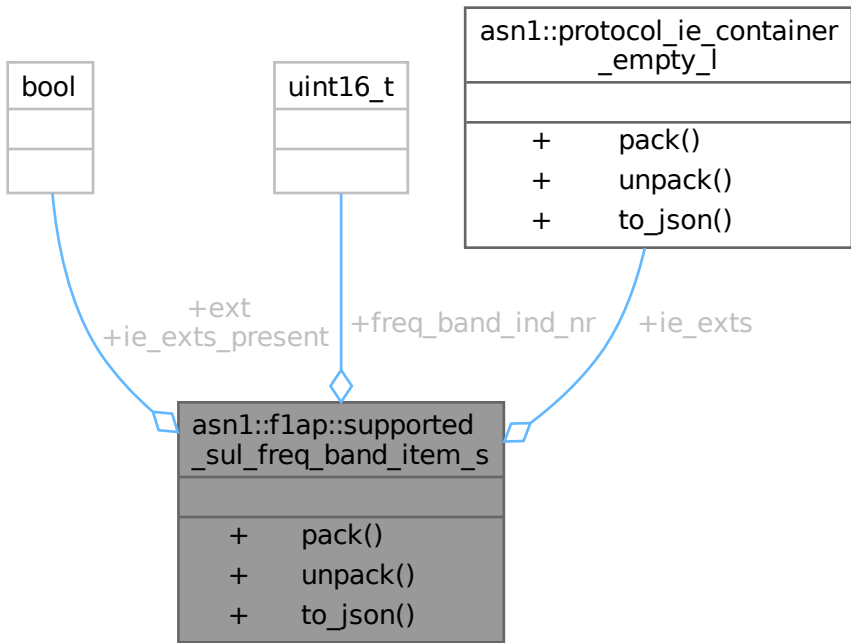 asn1::protocol_ie_container
_empty_l
bool
uint16_t
+ pack()
+ unpack()
+ to_json()
+ext
+ie_exts_present
+freq_band_ind_nr
+ie_exts
asn1::f1ap::supported
_sul_freq_band_item_s
+ pack()
+ unpack()
+ to_json()